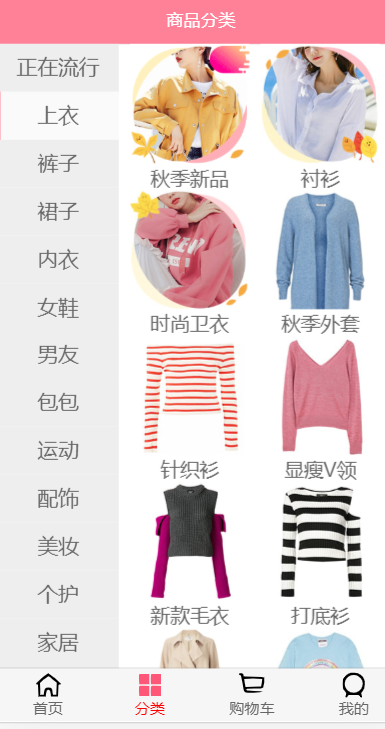 商品分类
正在流行
上衣
裤子
裙子
内衣
女鞋
男友
包包
运动
配饰
美妆
个护
家居
秋季新品
衬衫
时尚卫衣
秋季外套
针织衫
显瘦V领
新款毛衣
打底衫
首页
分类
购物车
我的